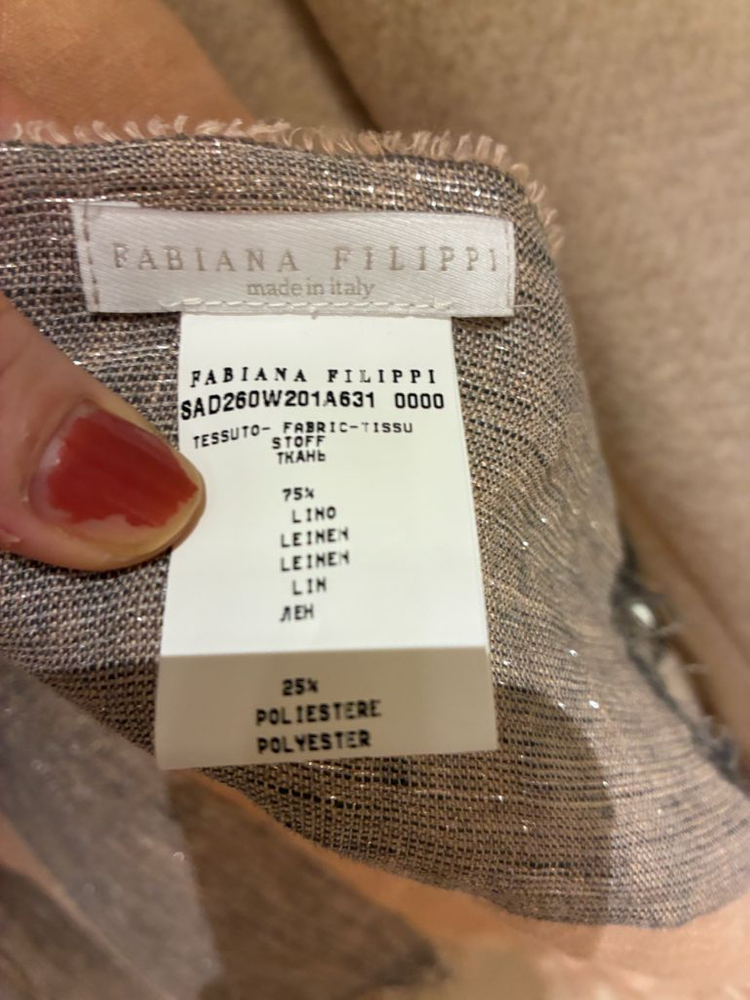 FABIANA FILIPPI
made in italy
FABIANA FILIPPI
SAD260W201A631 0000
TESSUTO- FABRIC-TISSU
STOFF
ТКАНЬ
75%
LINO
LEINEN
LEINEN
LIN
ЛЕН
25%
POLIESTERE
POLYESTER